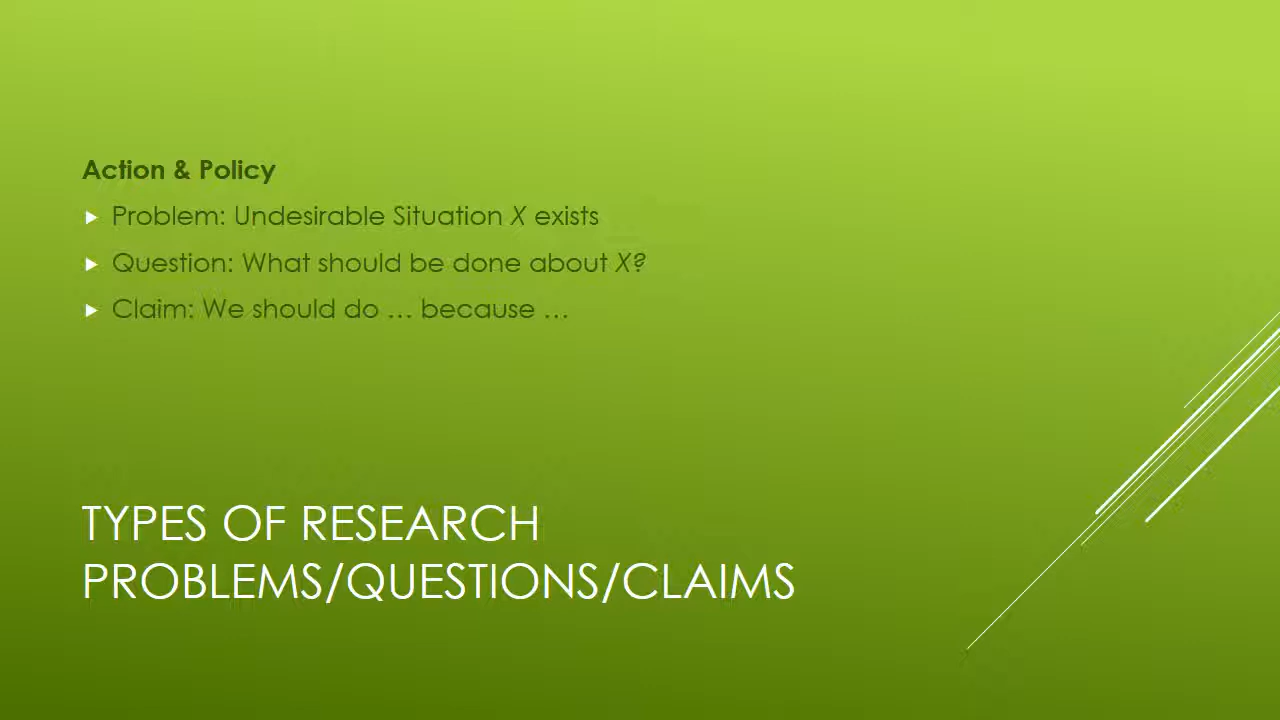 Action & Policy
Problem: Undesirable Situation X exists
Question: What should be done about X?
Claim: We should do … because …
TYPES OF RESEARCH
PROBLEMS/QUESTIONS/CLAIMS